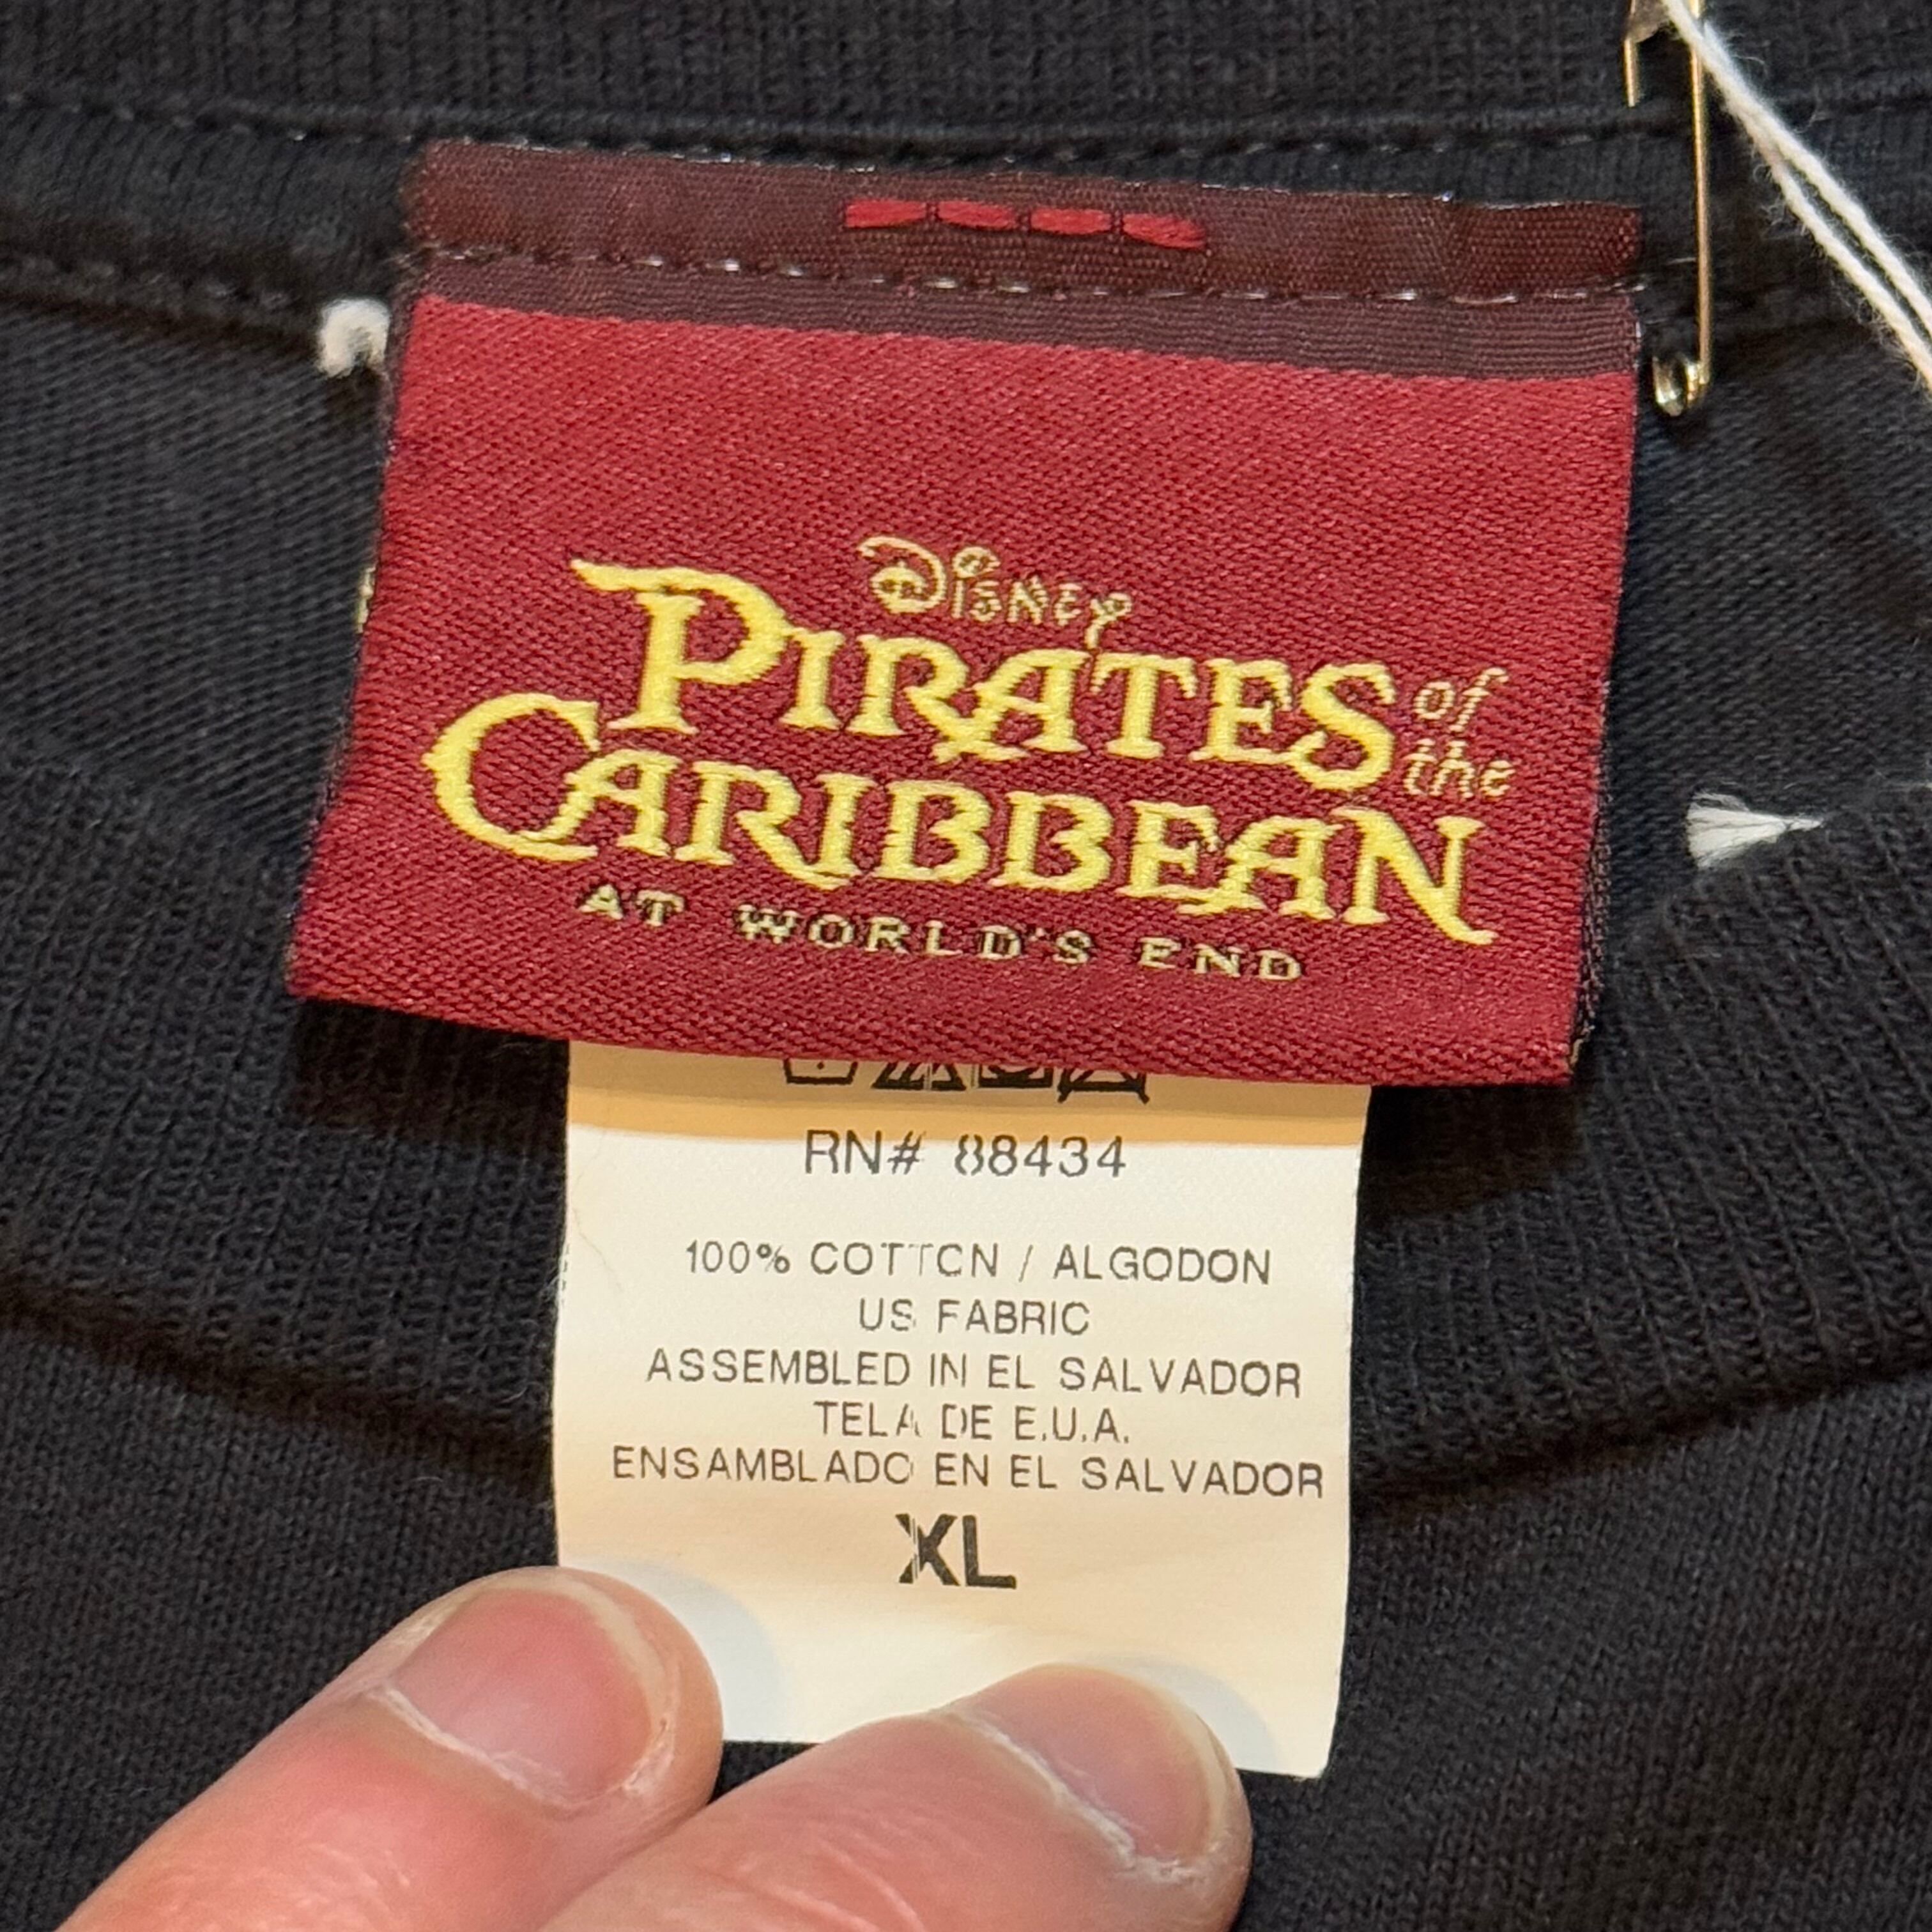 Disney
PIRATES of the
CARIBBEAN
AT WORLD'S END
RN# 88434
100% COTTON / ALGODON
US FABRIC
ASSEMBLED IN EL SALVADOR
TELA DE E.U.A.
ENSAMBLADO EN EL SALVADOR
XL